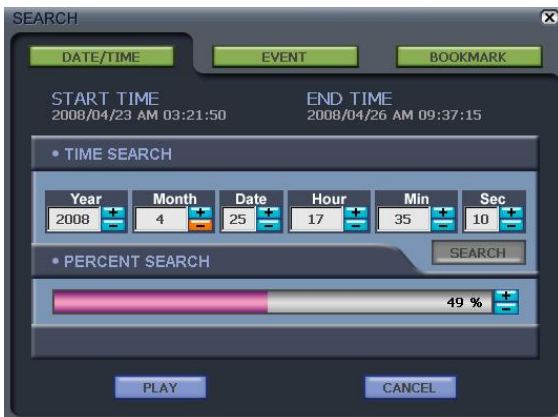 SEARCH
DATE/TIME EVENT BOOKMARK
START TIME END TIME
2008/04/23 AM 03:21:50 2008/04/26 AM 09:37:15
• TIME SEARCH
Year Month Date Hour Min Sec
2008 4 25 17 35 10
SEARCH
• PERCENT SEARCH
49 %
PLAY CANCEL